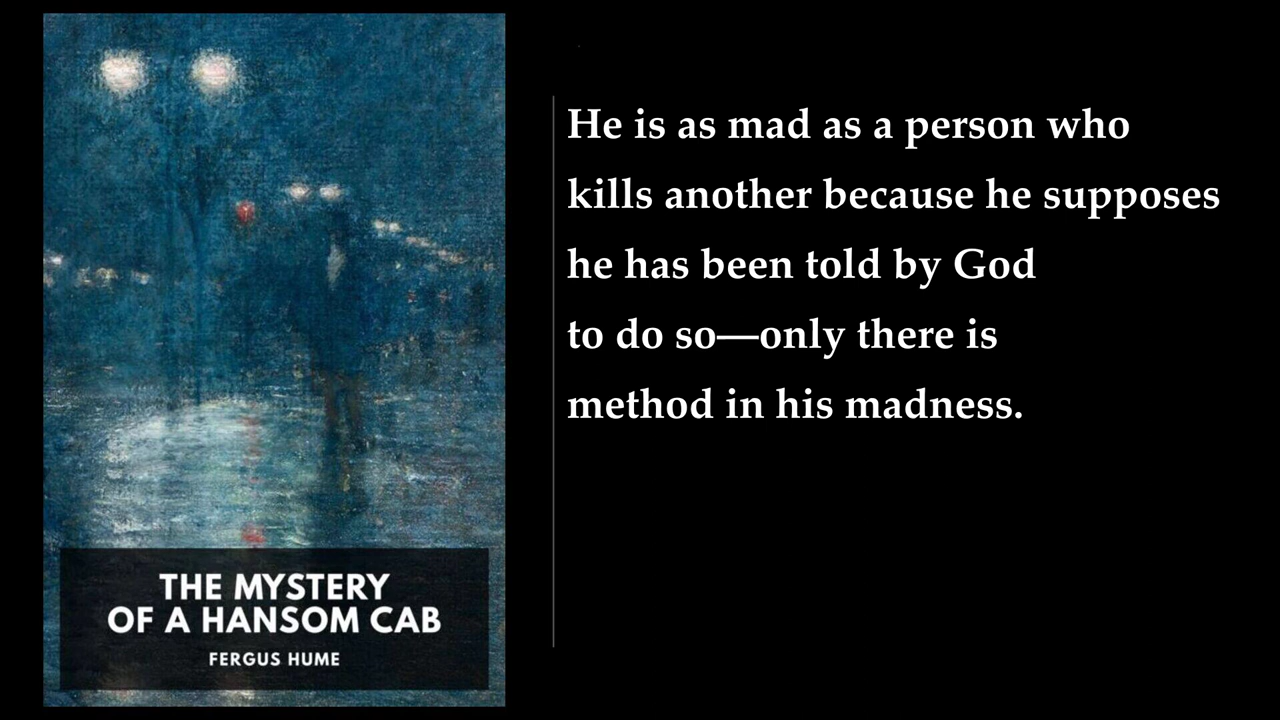 THE MYSTERY
OF A HANSOM CAB
FERGUS HUME
He is as mad as a person who
kills another because he supposes
he has been told by God
to do so—only there is
method in his madness.